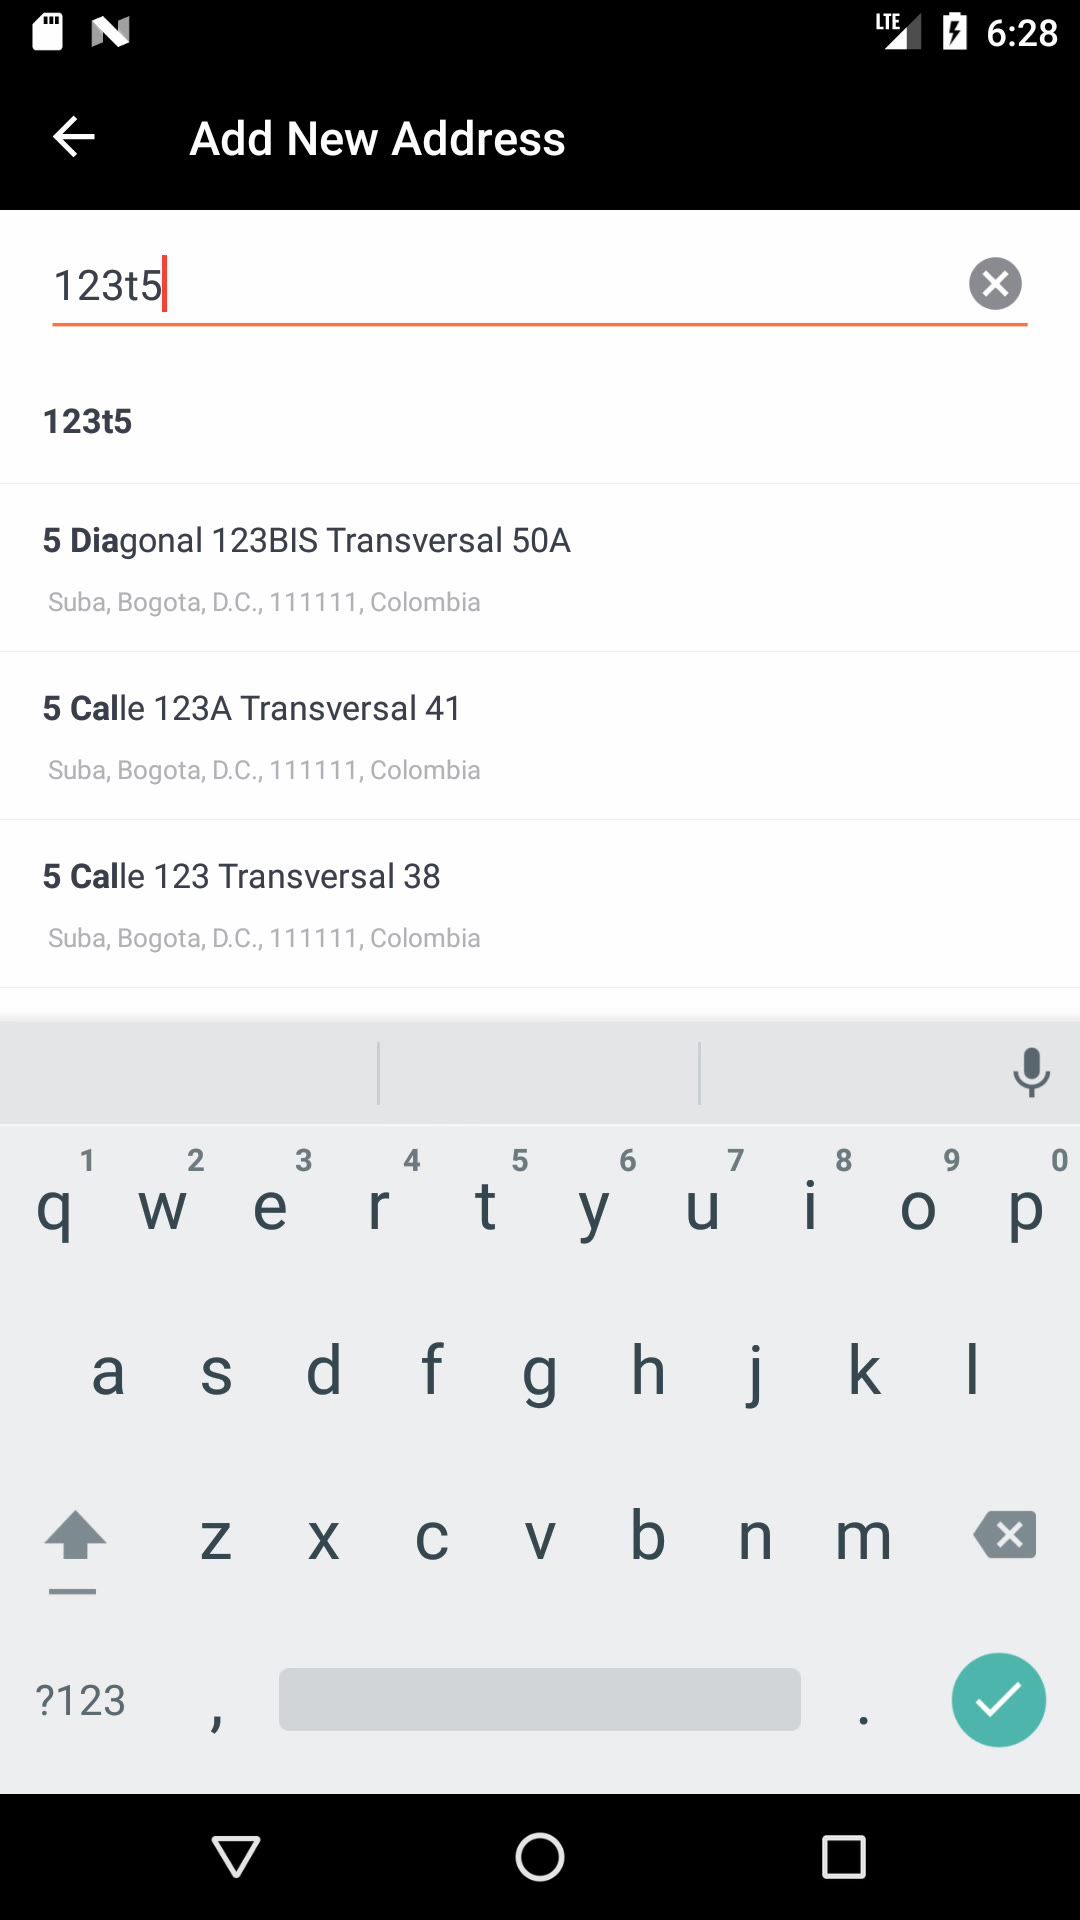 LTE 6:28
Add New Address
123t5
123t5
5 Diagonal 123BIS Transversal 50A
Suba, Bogota, D.C., 111111, Colombia
5 Calle 123A Transversal 41
Suba, Bogota, D.C., 111111, Colombia
5 Calle 123 Transversal 38
Suba, Bogota, D.C., 111111, Colombia
1 2 3 4 5 6 7 8 9 0
q w e r t y u i o p
a s d f g h j k l
z x c v b n m
?123 , .